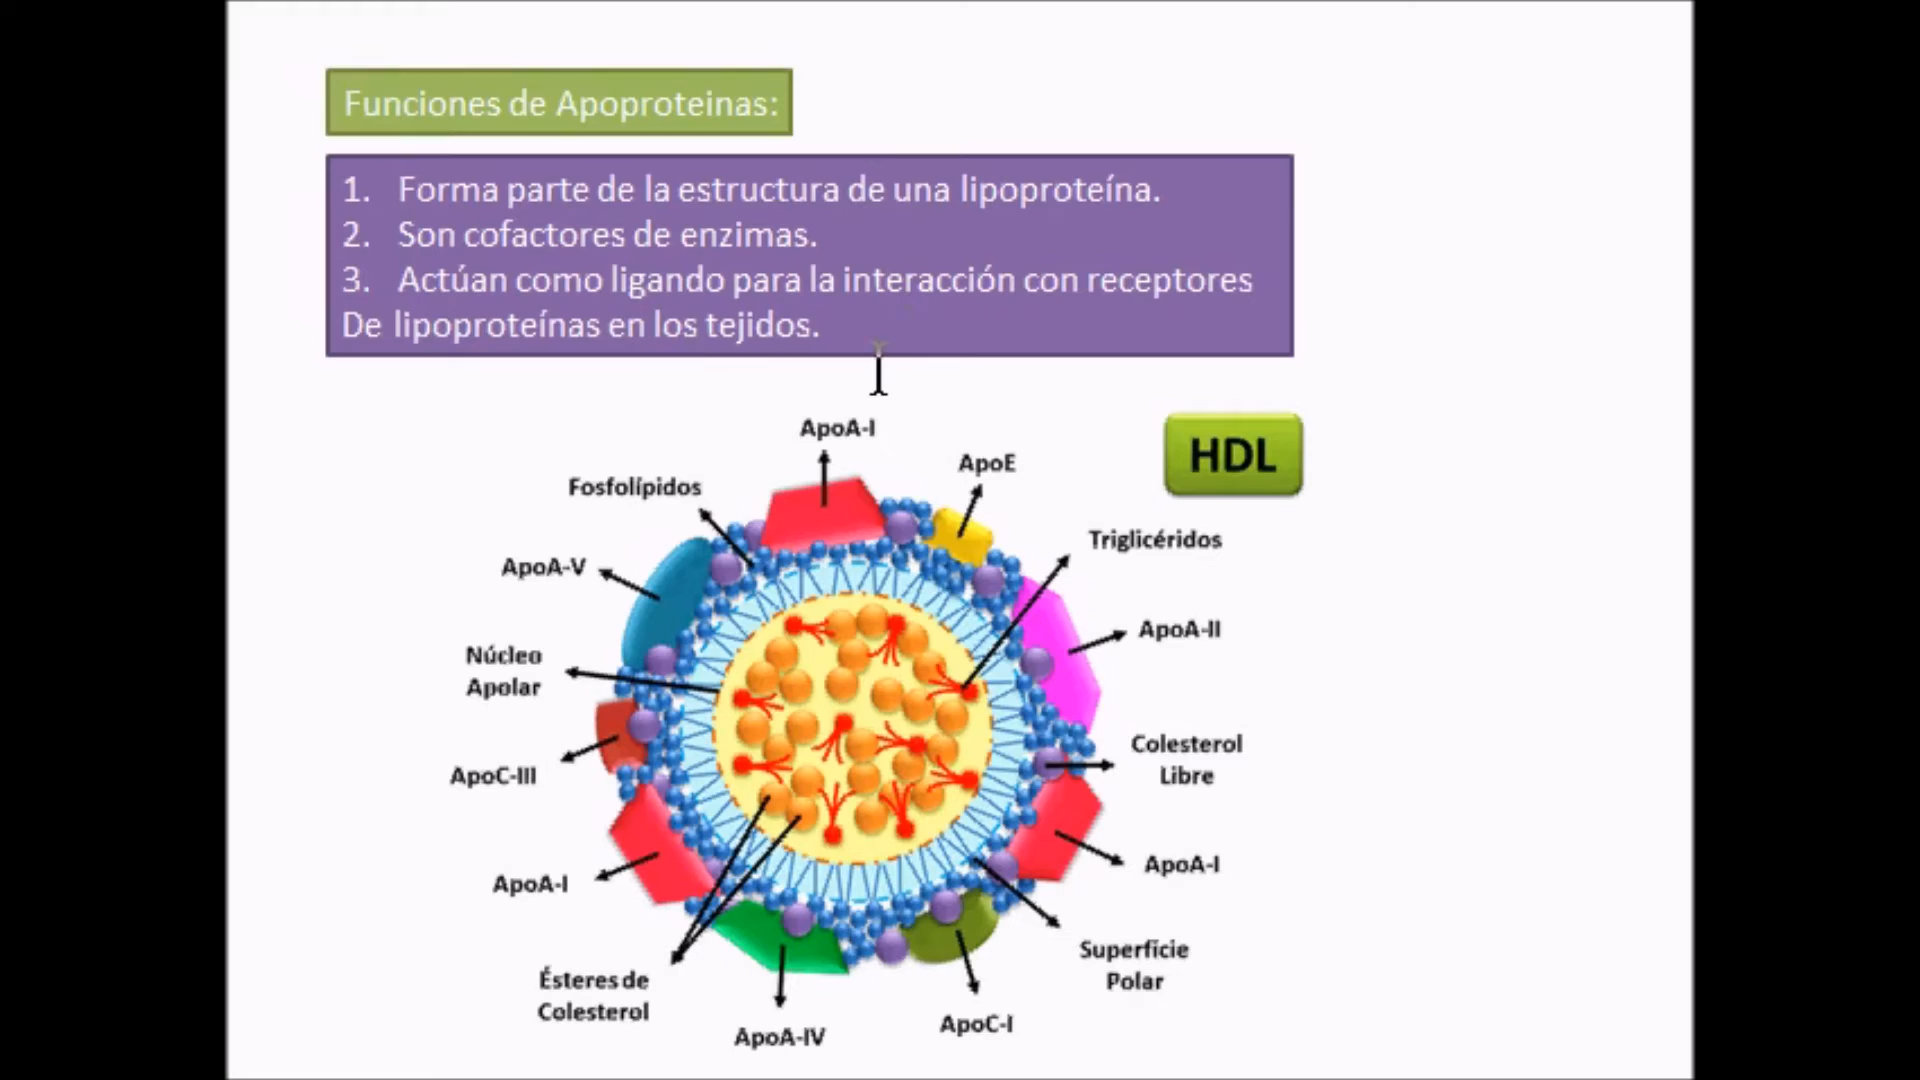 Funciones de Apoproteinas:
1. Forma parte de la estructura de una lipoproteína.
2. Son cofactores de enzimas.
3. Actúan como ligando para la interacción con receptores
De lipoproteínas en los tejidos.
HDL
ApoA-I
ApoE
Fosfolípidos
Triglicéridos
ApoA-V
ApoA-II
Núcleo
Apolar
Colesterol
Libre
ApoC-III
ApoA-I
ApoA-I
Superfície
Polar
Ésteres de
Colesterol
ApoC-I
ApoA-IV